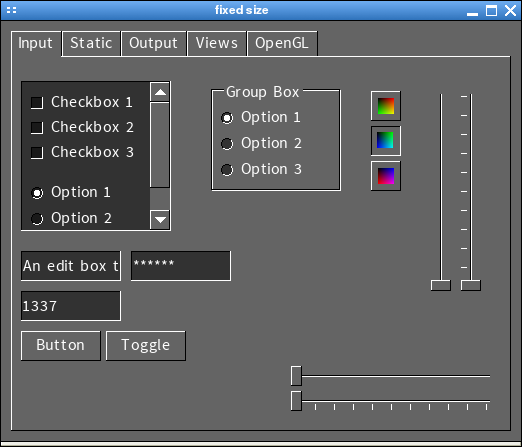 fixed size
Input Static Output Views OpenGL
Checkbox 1
Checkbox 2
Checkbox 3
Option 1
Option 2
Group Box
Option 1
Option 2
Option 3
An edit box t
******
1337
Button Toggle